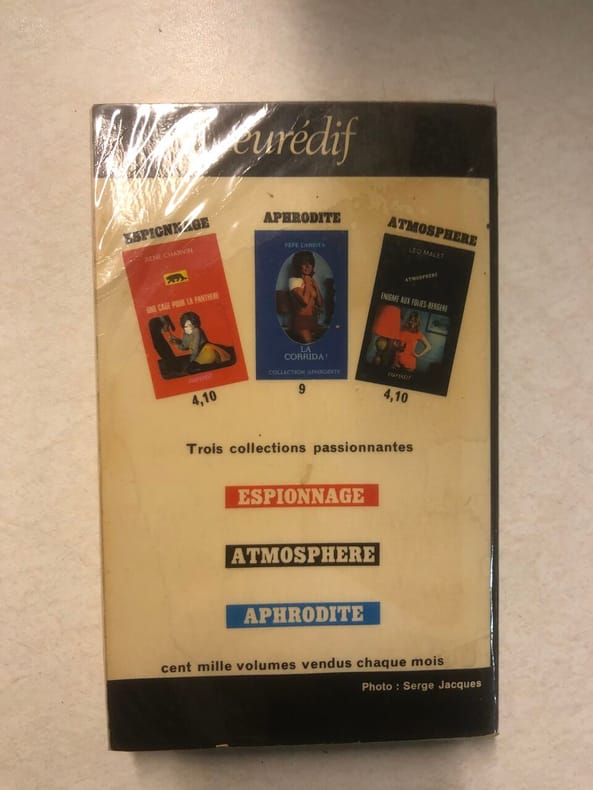 eurédif
ESPIONNAGE
APHRODITE
ATMOSPHERE
RENE CHARVIN
UNE CAGE POUR LA PANTHERE
EURÉDIF
4,10
LA
CORRIDA!
COLLECTION APHRODITE
9
LEO MALET
ATMOSPHERE
ENIGME AUX FOLIES-BERGERE
EURÉDIF
4,10
Trois collections passionnantes
ESPIONNAGE
ATMOSPHERE
APHRODITE
cent mille volumes vendus chaque mois
Photo : Serge Jacques